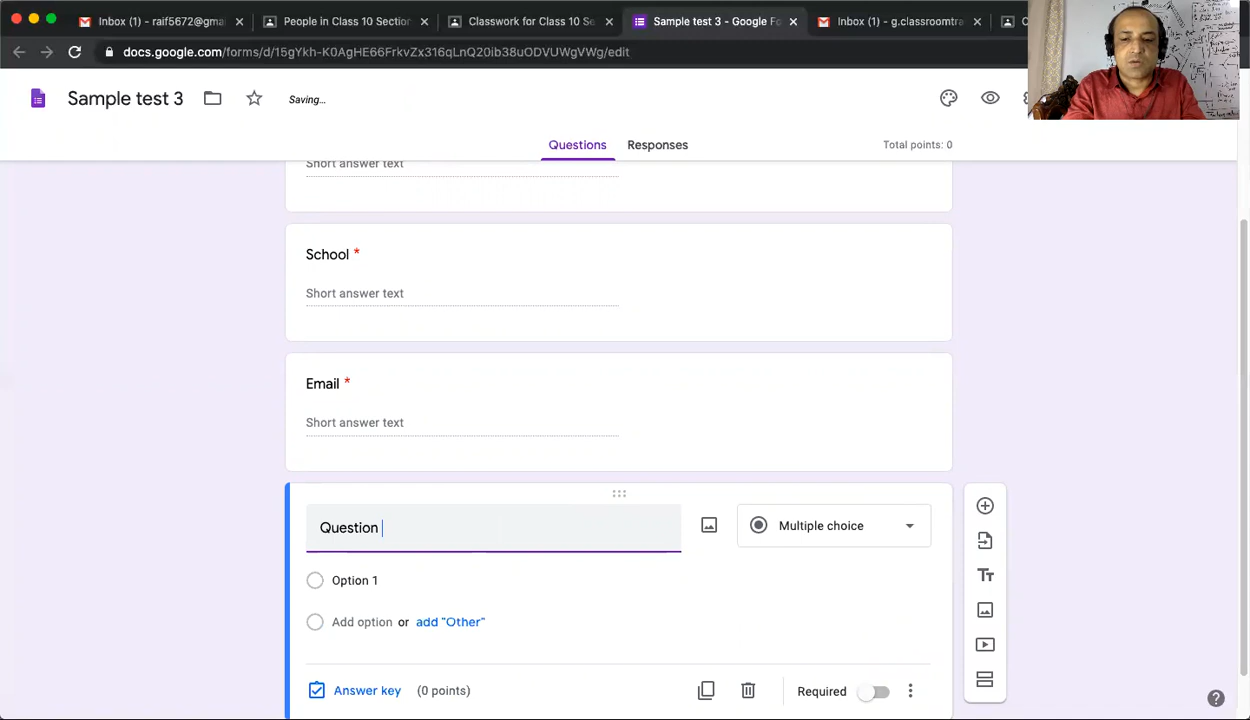 Inbox (1) - raif5672@gma
People in Class 10 Section
Classwork for Class 10 Se
Sample test 3 - Google Fo
Inbox (1) - g.classroomtra
docs.google.com/forms/d/15gYkh-K0AgHE66FrkvZx316qLnQ20ib38uODVUWgVWg/edit
Sample test 3
Saving...
Questions
Responses
Total points: 0
Short answer text
School *
Short answer text
Email *
Short answer text
Question
Multiple choice
Option 1
Add option or add "Other"
Answer key (0 points)
Required